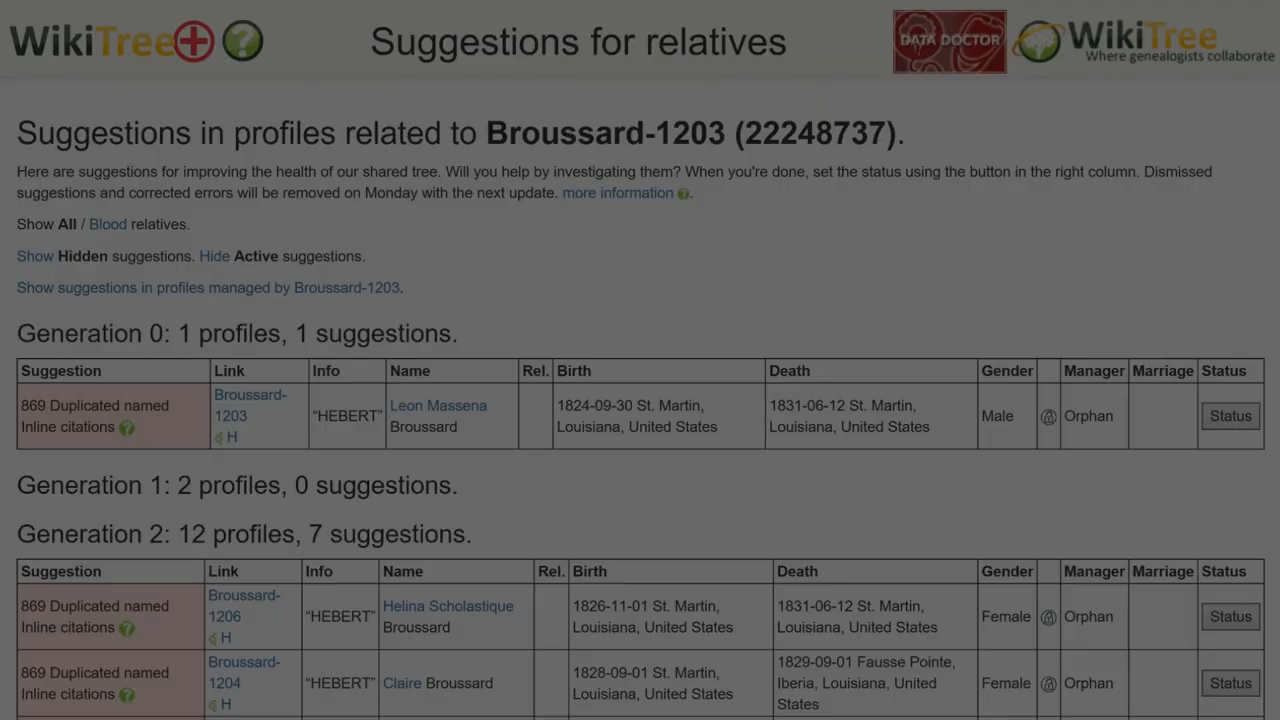 WikiTree+ ?
Suggestions for relatives
DATA DOCTOR
WikiTree
Where genealogists collaborate
Suggestions in profiles related to Broussard-1203 (22248737).
Here are suggestions for improving the health of our shared tree. Will you help by investigating them? When you're done, set the status using the button in the right column. Dismissed
suggestions and corrected errors will be removed on Monday with the next update. more information ?.
Show All / Blood relatives.
Show Hidden suggestions. Hide Active suggestions.
Show suggestions in profiles managed by Broussard-1203.
Generation 0: 1 profiles, 1 suggestions.
Suggestion Link Info Name Rel. Birth Death Gender Manager Marriage Status
869 Duplicated named
Inline citations ?
Broussard-
1203
H
“HEBERT”
Leon Massena
Broussard
1824-09-30 St. Martin,
Louisiana, United States
1831-06-12 St. Martin,
Louisiana, United States
Male
Orphan
Status
Generation 1: 2 profiles, 0 suggestions.
Generation 2: 12 profiles, 7 suggestions.
Suggestion Link Info Name Rel. Birth Death Gender Manager Marriage Status
869 Duplicated named
Inline citations ?
Broussard-
1206
H
“HEBERT”
Helina Scholastique
Broussard
1826-11-01 St. Martin,
Louisiana, United States
1831-06-12 St. Martin,
Louisiana, United States
Female
Orphan
Status
869 Duplicated named
Inline citations ?
Broussard-
1204
H
“HEBERT”
Claire Broussard
1828-09-01 St. Martin,
Louisiana, United States
1829-09-01 Fausse Pointe,
Iberia, Louisiana, United
States
Female
Orphan
Status